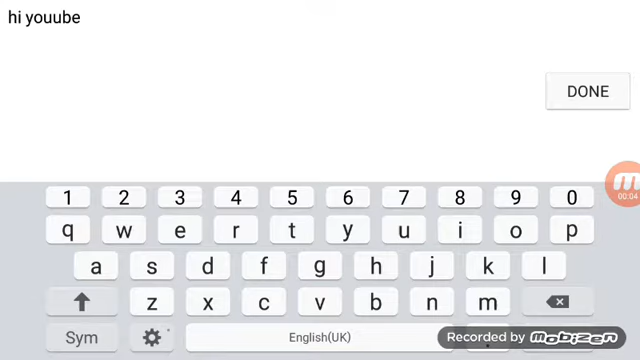 hi youube
DONE
00:04
1 2 3 4 5 6 7 8 9 0
q w e r t y u i o p
a s d f g h j k l
z x c v b n m
Sym English(UK)
Recorded by mobizen